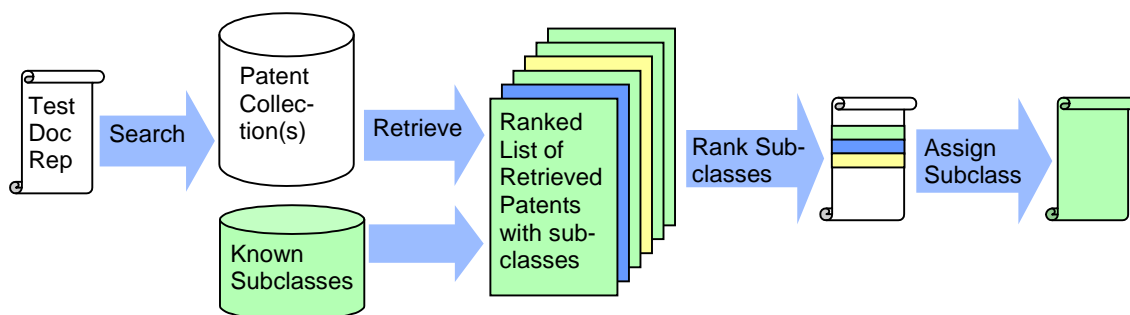 Test
Doc
Rep
Search
Patent
Collec-
tion(s)
Known
Subclasses
Retrieve
Ranked
List of
Retrieved
Patents
with sub-
classes
Rank Sub-
classes
Assign
Subclass